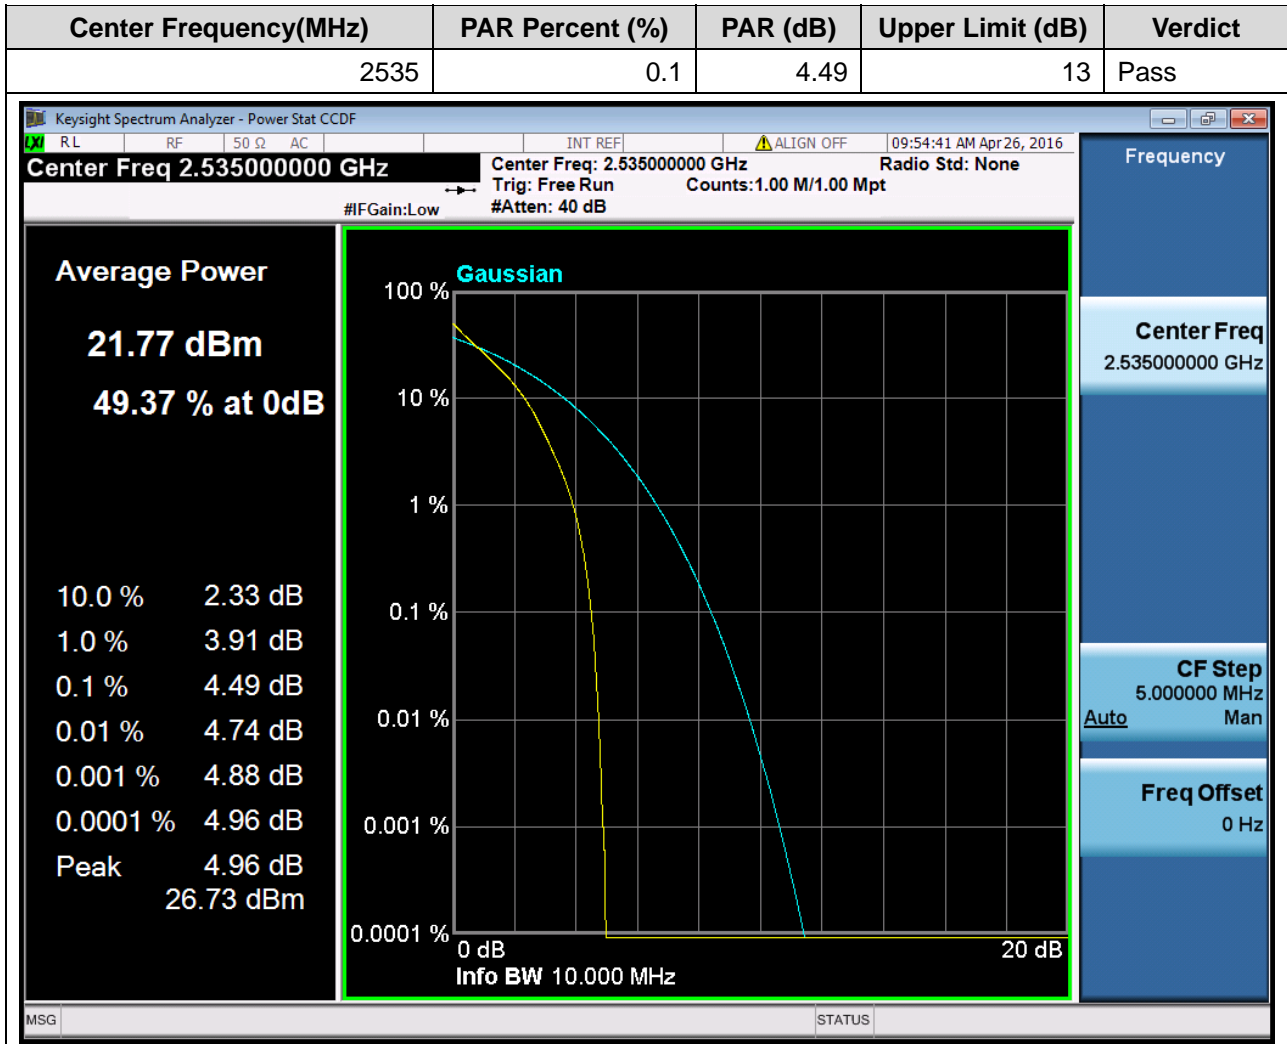 Center Frequency(MHz) PAR Percent (%) PAR (dB) Upper Limit (dB) Verdict
2535 0.1 4.49 13 Pass
Keysight Spectrum Analyzer - Power Stat CCDF
LXI RL RF 50 Ω AC INT REF ALIGN OFF 09:54:41 AM Apr 26, 2016
Center Freq 2.535000000 GHz
#IFGain:Low
Center Freq: 2.535000000 GHz Radio Std: None
Trig: Free Run Counts:1.00 M/1.00 Mpt
#Atten: 40 dB
Average Power
21.77 dBm
49.37 % at 0dB
10.0 % 2.33 dB
1.0 % 3.91 dB
0.1 % 4.49 dB
0.01 % 4.74 dB
0.001 % 4.88 dB
0.0001 % 4.96 dB
Peak 4.96 dB
26.73 dBm
Gaussian
100 %
10 %
1 %
0.1 %
0.01 %
0.001 %
0.0001 %
0 dB 20 dB
Info BW 10.000 MHz
Frequency
Center Freq
2.535000000 GHz
CF Step
5.000000 MHz
Auto Man
Freq Offset
0 Hz
MSG STATUS